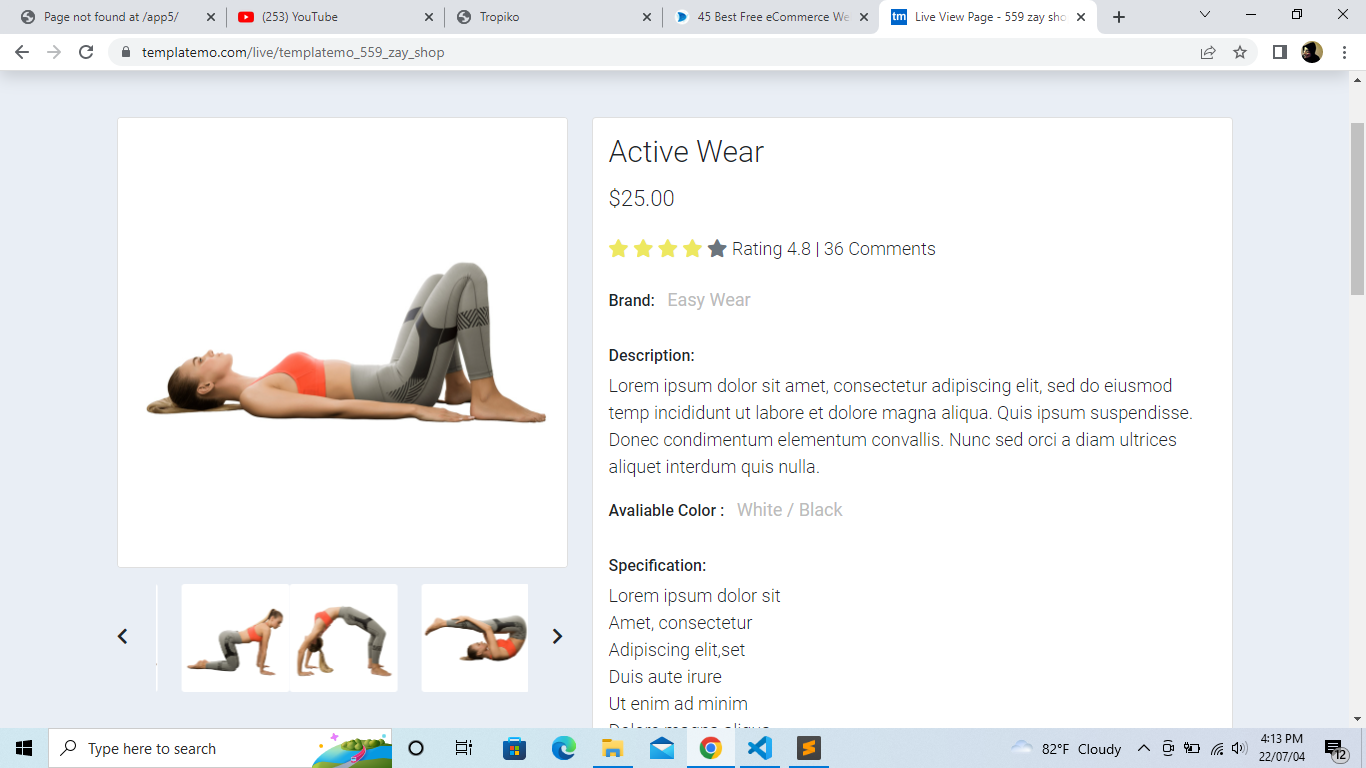 Page not found at /app5/
(253) YouTube
Tropiko
45 Best Free eCommerce We
tm Live View Page - 559 zay sho
templatemo.com/live/templatemo_559_zay_shop
Active Wear
$25.00
Rating 4.8 | 36 Comments
Brand: Easy Wear
Description:
Lorem ipsum dolor sit amet, consectetur adipiscing elit, sed do eiusmod
temp incididunt ut labore et dolore magna aliqua. Quis ipsum suspendisse.
Donec condimentum elementum convallis. Nunc sed orci a diam ultrices
aliquet interdum quis nulla.
Avaliable Color : White / Black
Specification:
Lorem ipsum dolor sit
Amet, consectetur
Adipiscing elit,set
Duis aute irure
Ut enim ad minim
Dolore magna aliqua
Type here to search
82°F Cloudy
4:13 PM
22/07/04
12